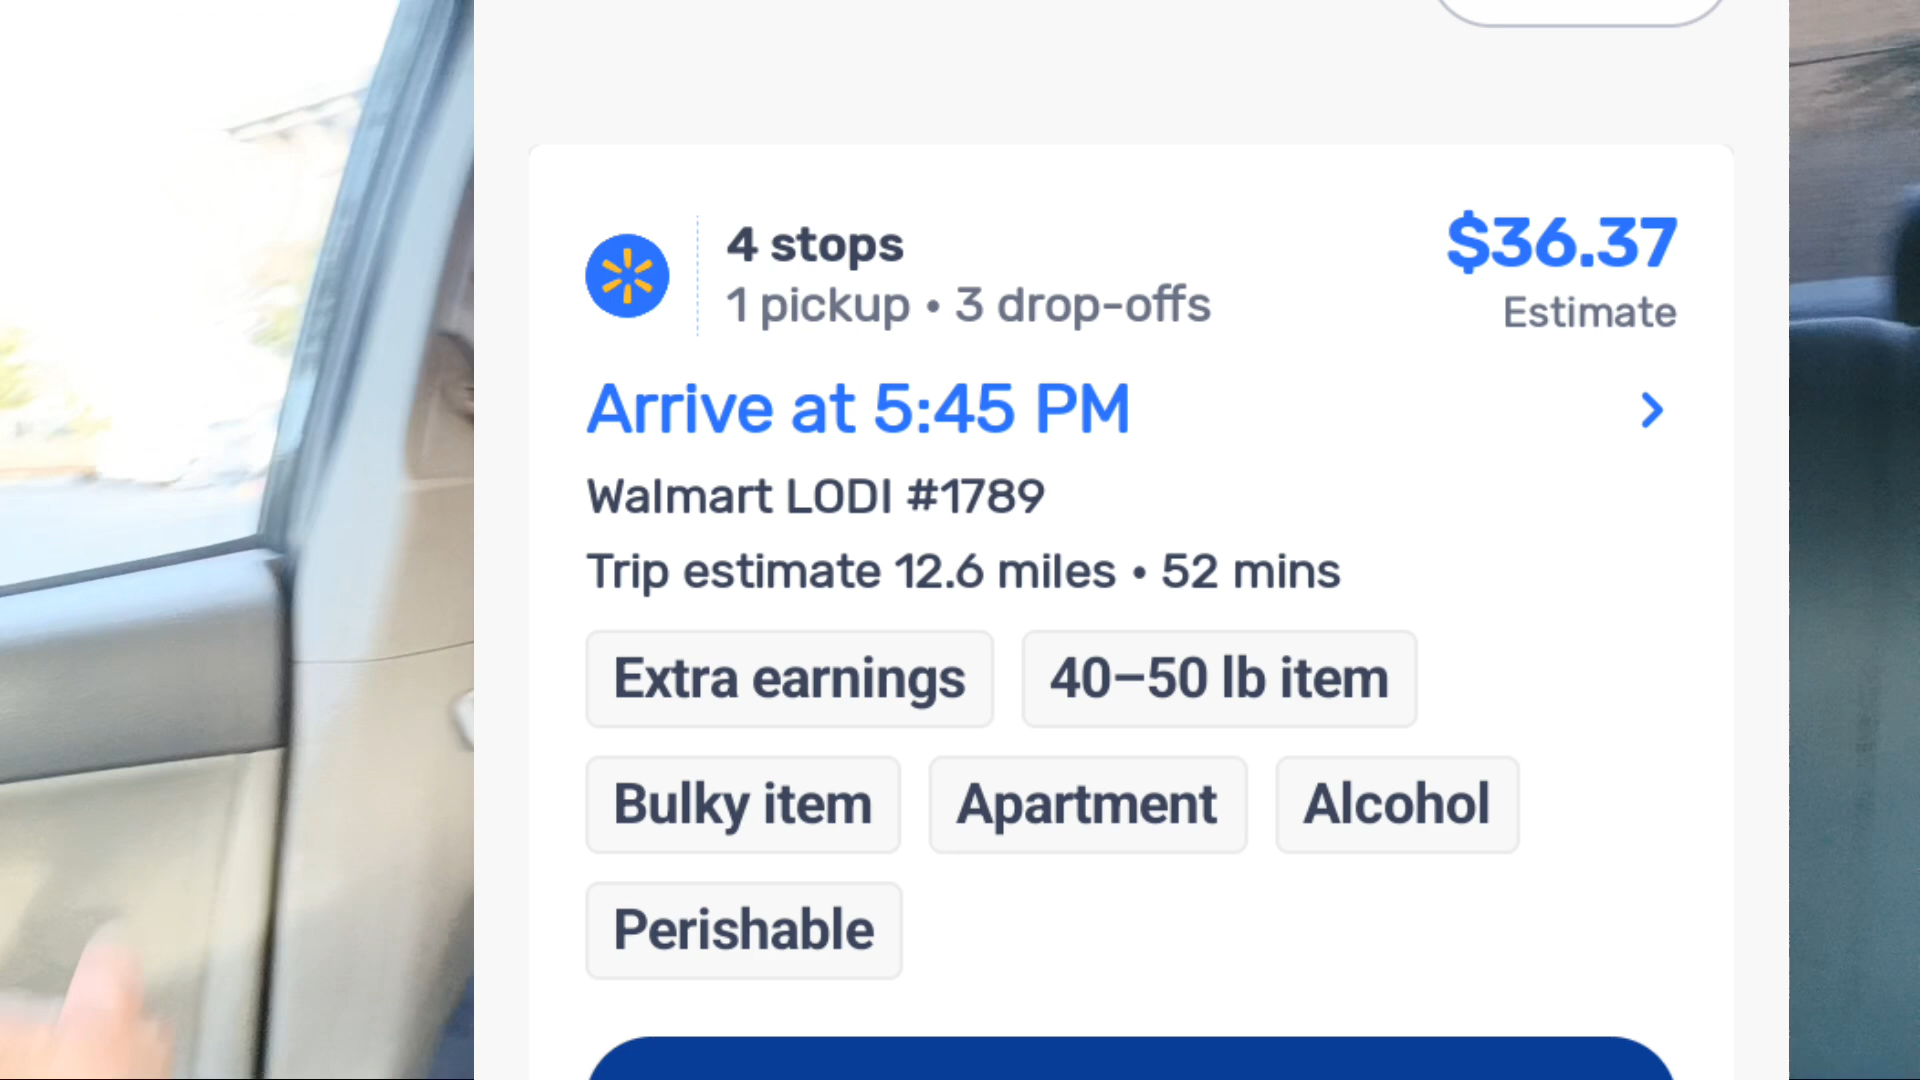 4 stops
$36.37
1 pickup • 3 drop-offs
Estimate
Arrive at 5:45 PM
Walmart LODI #1789
Trip estimate 12.6 miles • 52 mins
Extra earnings
40–50 lb item
Bulky item
Apartment
Alcohol
Perishable